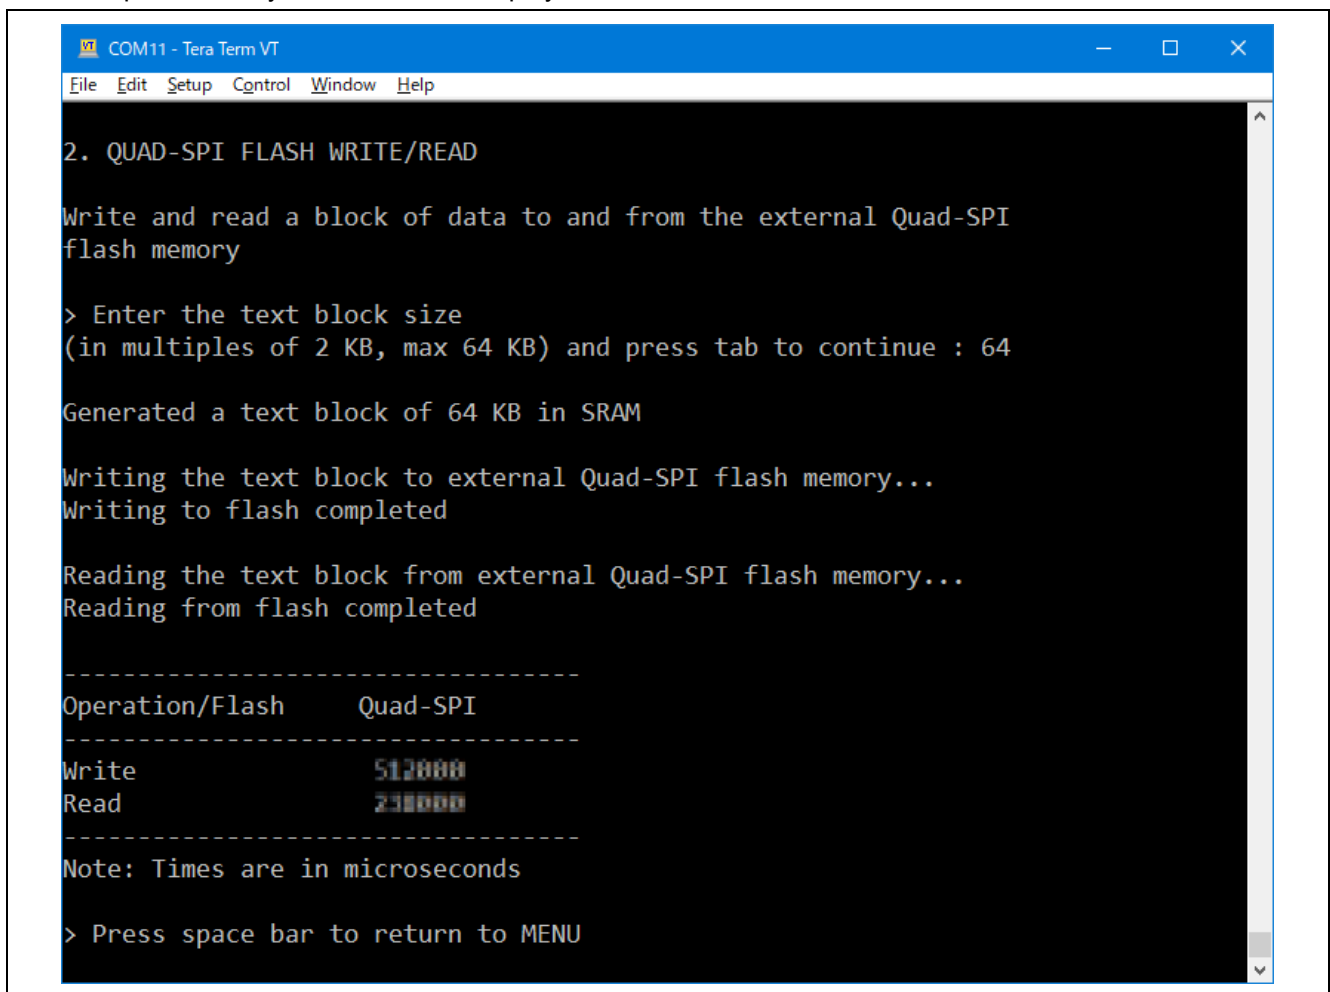 COM11 - Tera Term VT
File Edit Setup Control Window Help
2. QUAD-SPI FLASH WRITE/READ
Write and read a block of data to and from the external Quad-SPI
flash memory
> Enter the text block size
(in multiples of 2 KB, max 64 KB) and press tab to continue : 64
Generated a text block of 64 KB in SRAM
Writing the text block to external Quad-SPI flash memory...
Writing to flash completed
Reading the text block from external Quad-SPI flash memory...
Reading from flash completed
-----------------------------------
Operation/Flash     Quad-SPI
-----------------------------------
Write
Read
-----------------------------------
Note: Times are in microseconds
> Press space bar to return to MENU